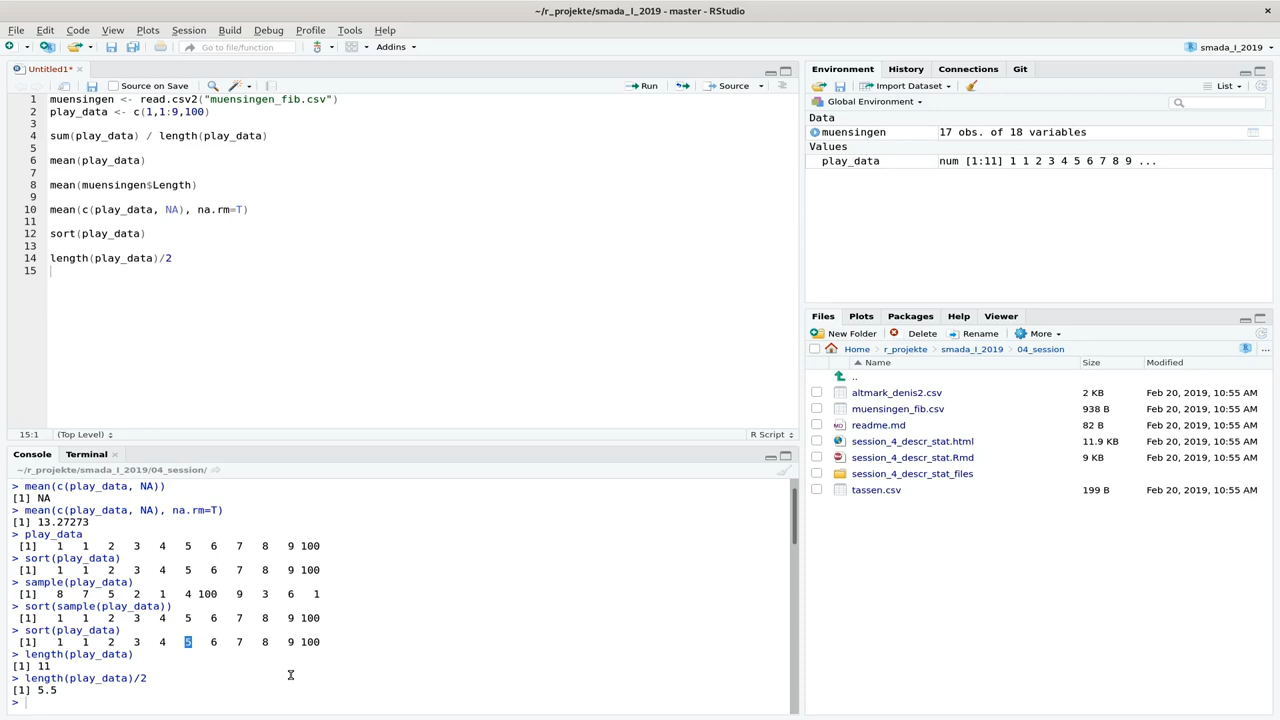 ~/r_projekte/smada_I_2019 - master - RStudio
File Edit Code View Plots Session Build Debug Profile Tools Help
Go to file/function Addins smada_I_2019
Untitled1*
Source on Save Run Source
1 muensingen <- read.csv2("muensingen_fib.csv")
2 play_data <- c(1,1:9,100)
3
4 sum(play_data) / length(play_data)
5
6 mean(play_data)
7
8 mean(muensingen$Length)
9
10 mean(c(play_data, NA), na.rm=T)
11
12 sort(play_data)
13
14 length(play_data)/2
15
15:1 (Top Level) R Script
Console Terminal
~/r_projekte/smada_I_2019/04_session/
> mean(c(play_data, NA))
[1] NA
> mean(c(play_data, NA), na.rm=T)
[1] 13.27273
> play_data
[1] 1 1 2 3 4 5 6 7 8 9 100
> sort(play_data)
[1] 1 1 2 3 4 5 6 7 8 9 100
> sample(play_data)
[1] 8 7 5 2 1 4 100 9 3 6 1
> sort(sample(play_data))
[1] 1 1 2 3 4 5 6 7 8 9 100
> sort(play_data)
[1] 1 1 2 3 4 5 6 7 8 9 100
> length(play_data)
[1] 11
> length(play_data)/2
[1] 5.5
>
Environment History Connections Git
Import Dataset List
Global Environment
Data
muensingen 17 obs. of 18 variables
Values
play_data num [1:11] 1 1 2 3 4 5 6 7 8 9 ...
Files Plots Packages Help Viewer
New Folder Delete Rename More
Home r_projekte smada_I_2019 04_session ...
Name Size Modified
..
altmark_denis2.csv 2 KB Feb 20, 2019, 10:55 AM
muensingen_fib.csv 938 B Feb 20, 2019, 10:55 AM
readme.md 82 B Feb 20, 2019, 10:55 AM
session_4_descr_stat.html 11.9 KB Feb 20, 2019, 10:55 AM
session_4_descr_stat.Rmd 9 KB Feb 20, 2019, 10:55 AM
session_4_descr_stat_files
tassen.csv 199 B Feb 20, 2019, 10:55 AM